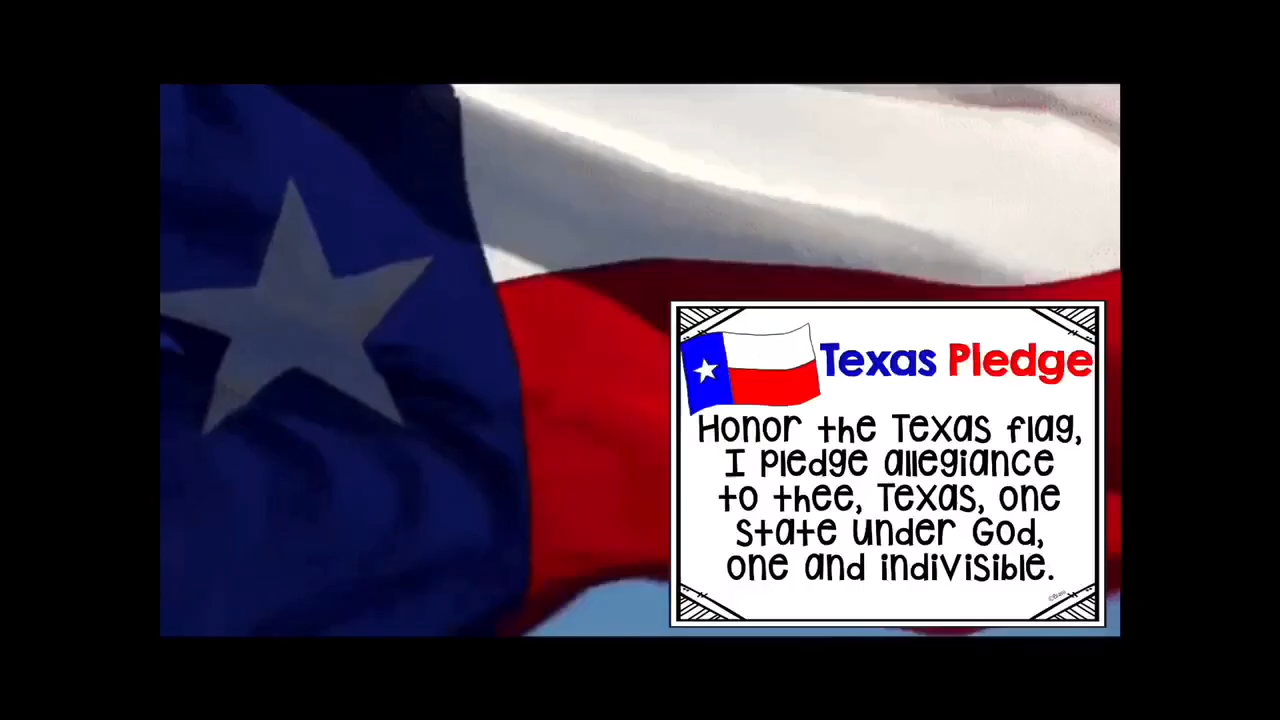 Texas Pledge
Honor the Texas flag,
I pledge allegiance
to thee, Texas, one
state under God,
one and indivisible.